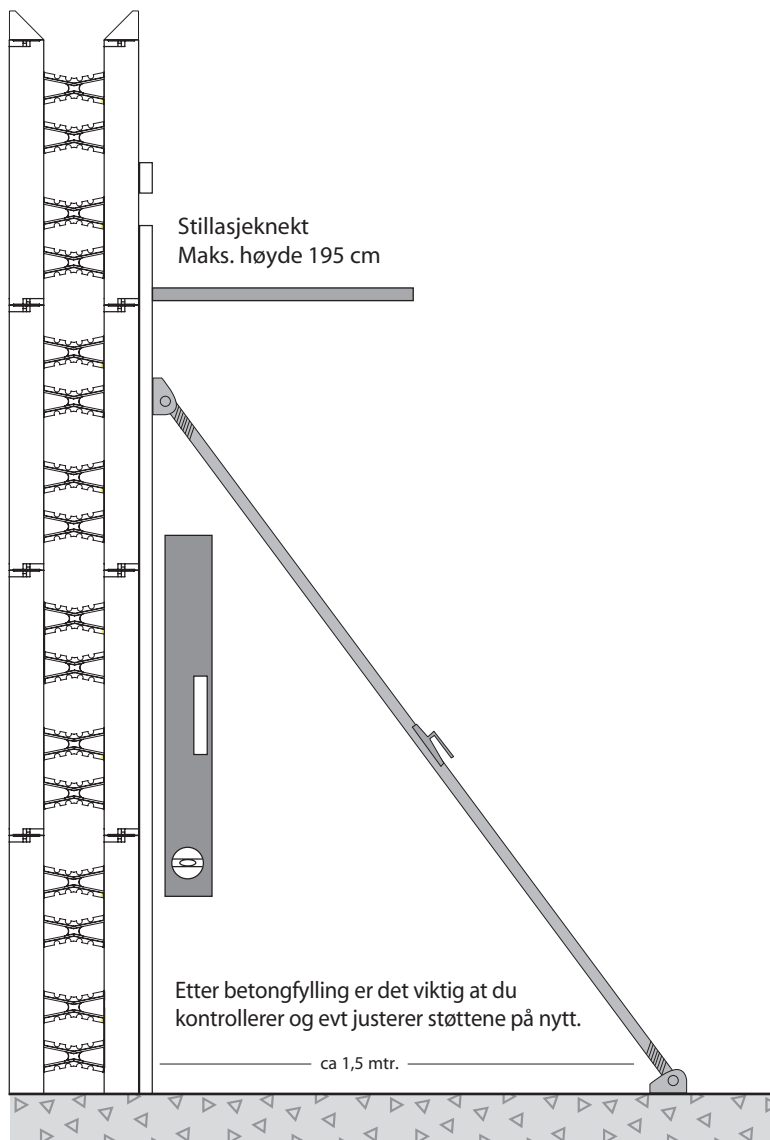 Stillasjeknekt
Maks. høyde 195 cm
Etter betongfylling er det viktig at du
kontrollerer og evt justerer støttene på nytt.
ca 1,5 mtr.